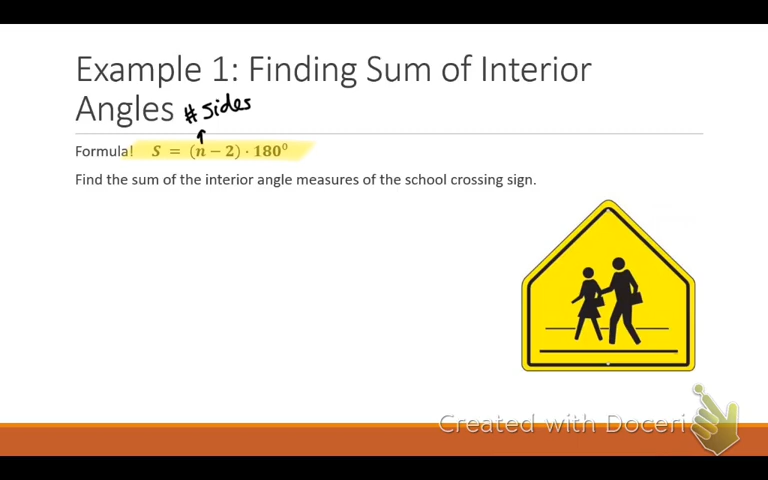 Example 1: Finding Sum of Interior
Angles # Sides
Formula! S = (n − 2) · 180⁰
Find the sum of the interior angle measures of the school crossing sign.
Created with Doceri